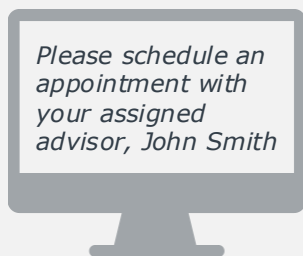 Please schedule an
appointment with
your assigned
advisor, John Smith